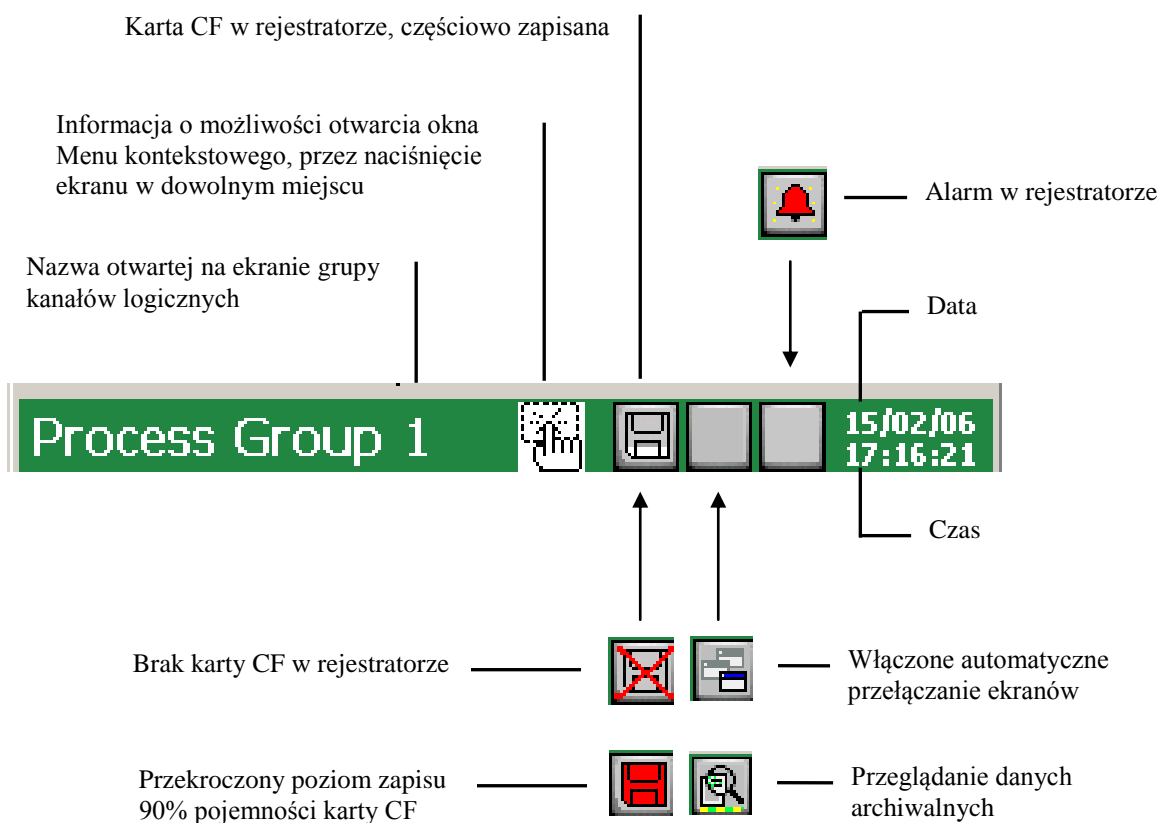 Karta CF w rejestratorze, częściowo zapisana
Informacja o możliwości otwarcia okna
Menu kontekstowego, przez naciśnięcie
ekranu w dowolnym miejscu
Alarm w rejestratorze
Nazwa otwartej na ekranie grupy
kanałów logicznych
Data
Process Group 1
15/02/06
17:16:21
Czas
Brak karty CF w rejestratorze
Włączone automatyczne
przełączanie ekranów
Przekroczony poziom zapisu
90% pojemności karty CF
Przeglądanie danych
archiwalnych